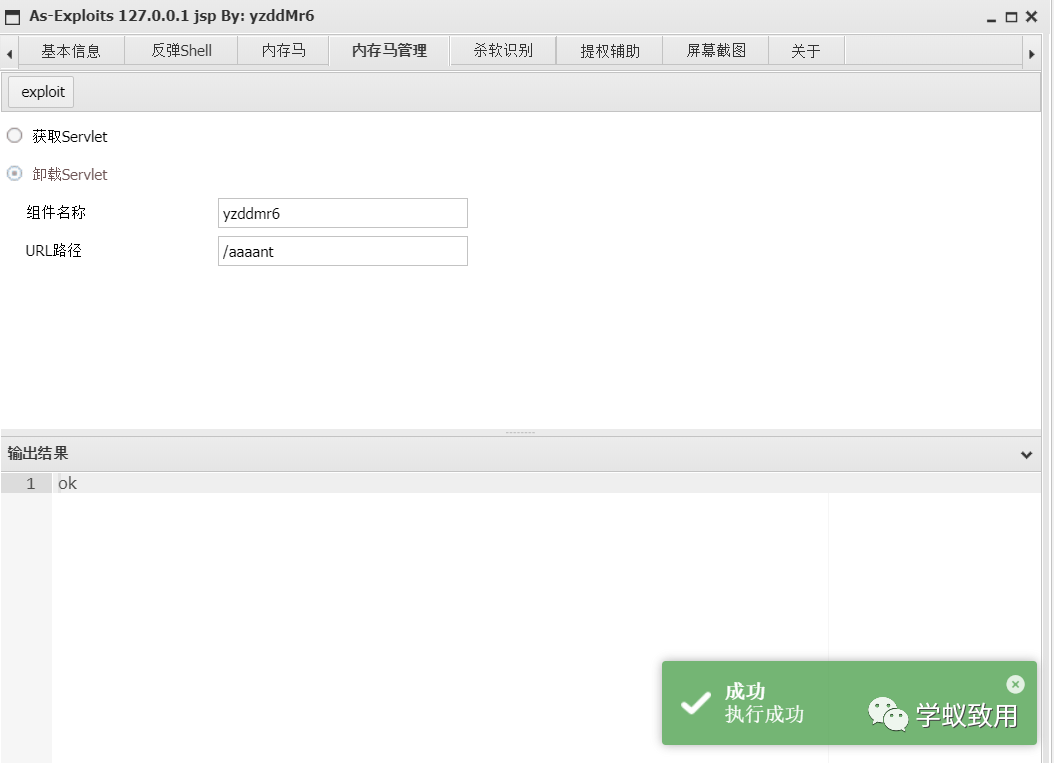 As-Exploits 127.0.0.1 jsp By: yzddMr6
基本信息 反弹Shell 内存马 内存马管理 杀软识别 提权辅助 屏幕截图 关于
exploit
获取Servlet
卸载Servlet
组件名称 yzddmr6
URL路径 /aaaant
输出结果
1 ok
成功
执行成功
学蚁致用